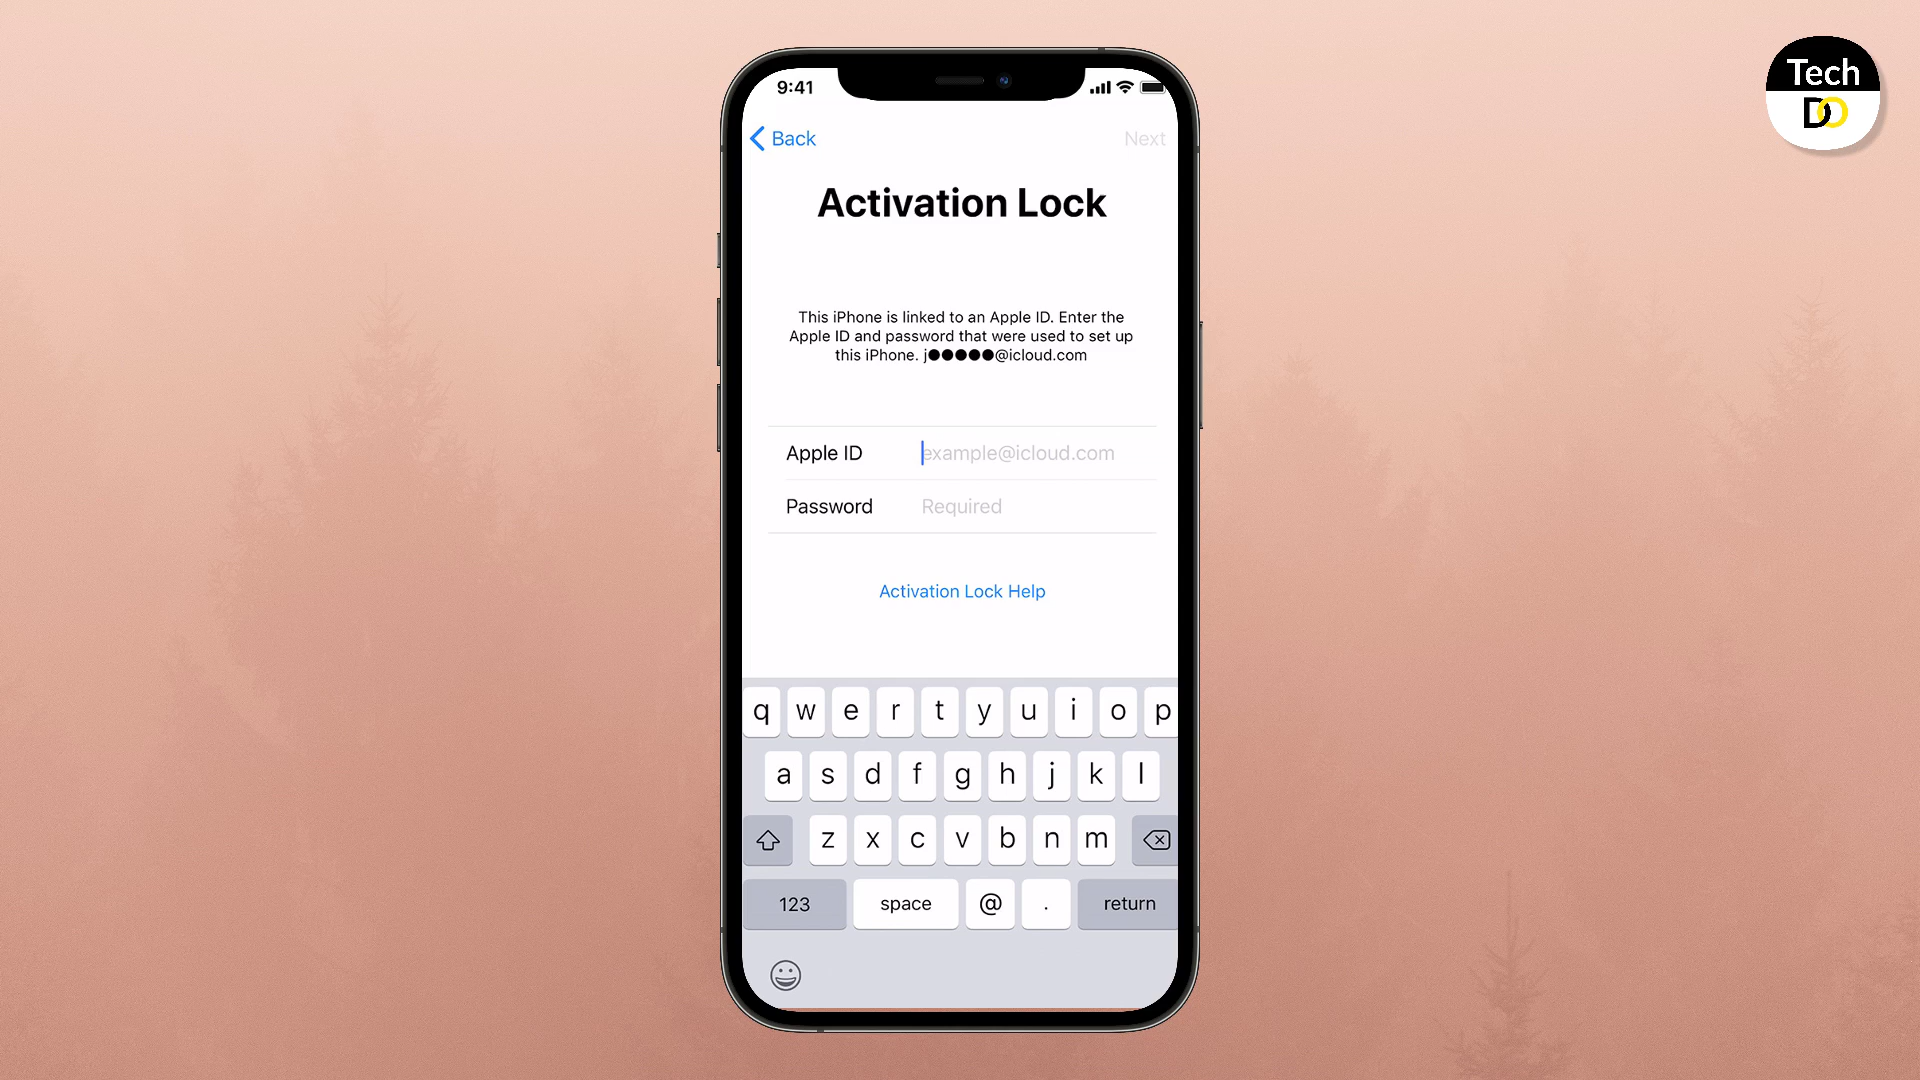 Tech
DO
9:41
Back
Next
Activation Lock
This iPhone is linked to an Apple ID. Enter the
Apple ID and password that were used to set up
this iPhone. j●●●●●@icloud.com
Apple ID example@icloud.com
Password Required
Activation Lock Help
q w e r t y u i o p
a s d f g h j k l
z x c v b n m
123 space @ . return